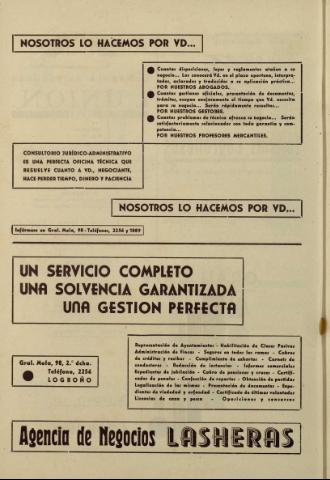 NOSOTROS LO HACEMOS POR VD...
Cuantas disposiciones, leyes y reglamentos atañan a su
negocio... Las conocerá Vd. en el plazo oportuno, interpre-
tadas, aclaradas y traducidas a su aplicación práctica...
POR NUESTROS ABOGADOS.
Cuantas gestiones oficiales, presentación de documentos,
trámites, ocupen enojosamente el tiempo que Vd. necesita
para su negocio... Serán rápidamente resueltas...
POR NUESTROS GESTORES.
Cuantos problemas de técnica ofrezca su negocio... Serán
satisfactoriamente solucionados con toda garantía y com-
petencia...
POR NUESTROS PROFESORES MERCANTILES.
CONSULTORIO JURÍDICO-ADMINISTRATIVO
ES UNA PERFECTA OFICINA TÉCNICA QUE
RESUELVE CUANTO A VD., NEGOCIANTE,
HACE PERDER TIEMPO, DINERO Y PACIENCIA
NOSOTROS LO HACEMOS POR VD...
Infórmese en Gral. Mola, 98 - Teléfonos, 2256 y 1809
UN SERVICIO COMPLETO
UNA SOLVENCIA GARANTIZADA
UNA GESTION PERFECTA
Gral. Mola, 98, 2.º dcha.
Teléfono, 2256
LOGROÑO
Representación de Ayuntamientos - Habilitación de Clases Pasivas
Administración de Fincas - Seguros en todos los ramos - Cobros
de créditos y recibos - Cumplimiento de exhortos - Carnets de
conductores - Redacción de instancias - Informes comerciales
Expedientes de jubilación - Cobro de pensiones y cruces - Certifi-
cados de penales - Confección de repartos - Obtención de partidas
Legalización de las mismas - Presentación de documentos - Expe-
dientes de viudedad y orfandad - Certificado de últimas voluntades
Licencias de caza y pesca - Oposiciones y concursos
Agencia de Negocios LASHERAS